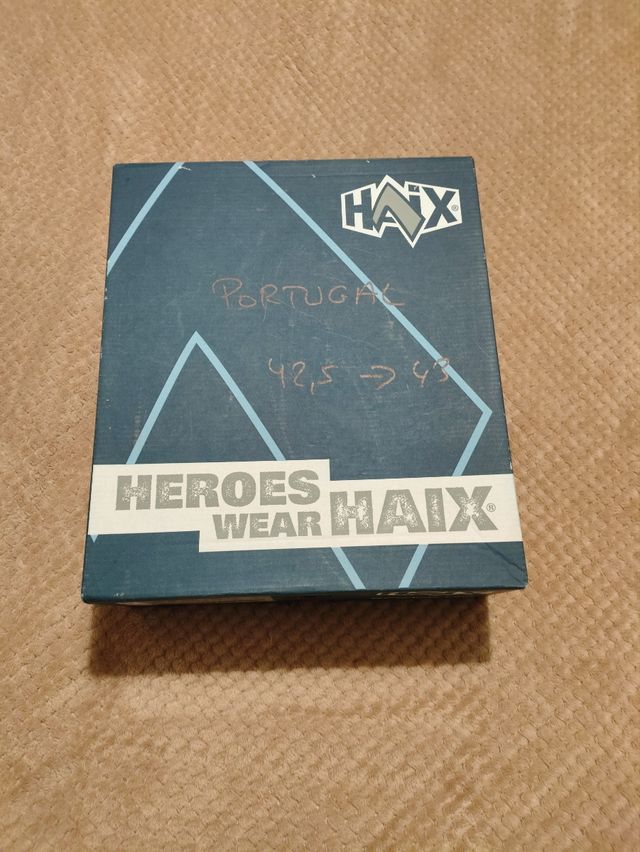 HAIX®
PORTUGAL
42,5 → 43
HEROES
WEAR HAIX®